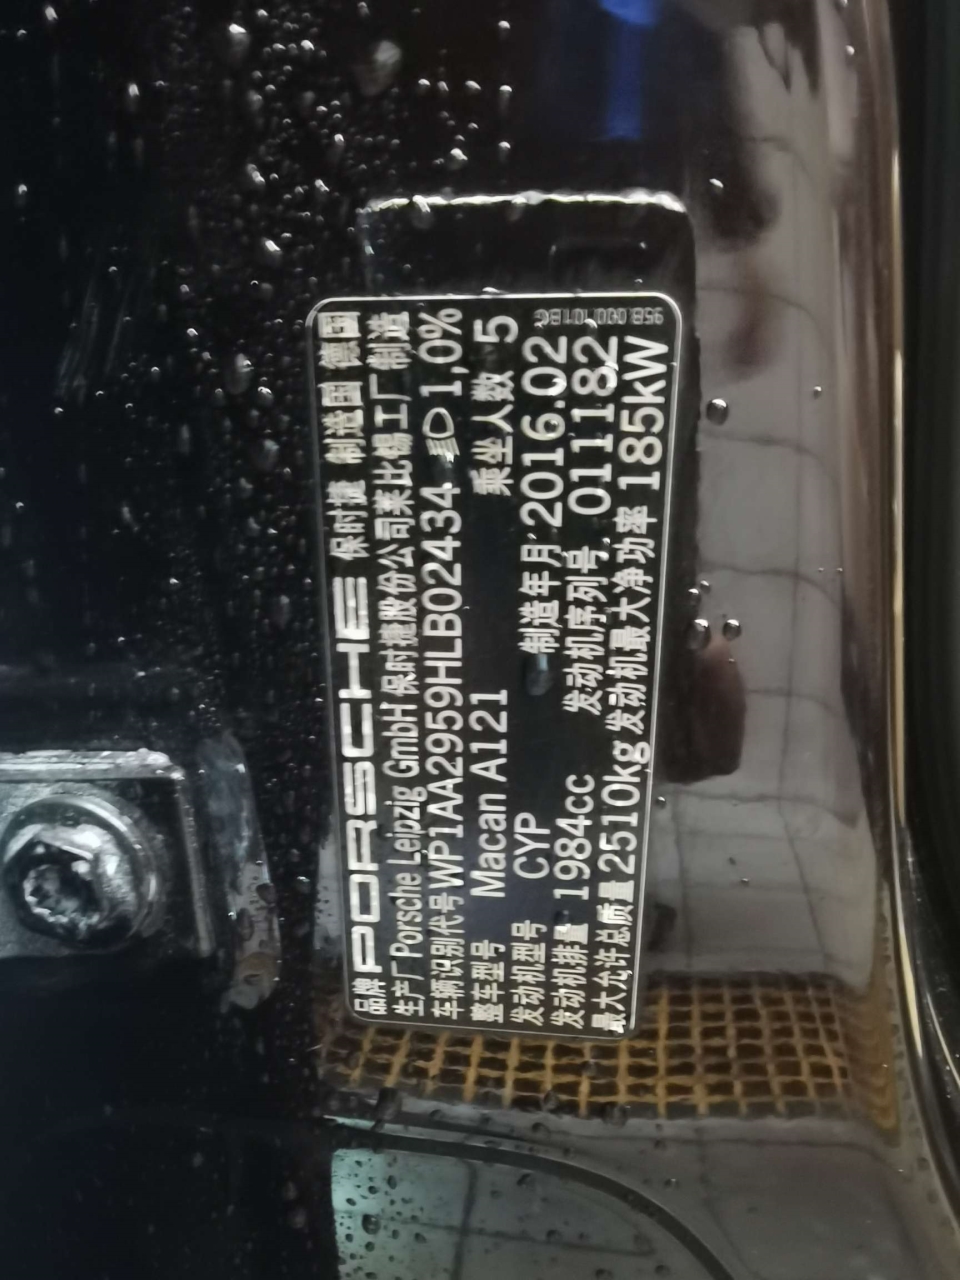 品牌 PORSCHE 保时捷 制造国 德国
生产厂 Porsche Leipzig GmbH 保时捷股份公司莱比锡工厂制造
车辆识别代号 WP1AA2959HLB02434 1,0%
整车型号 Macan A121 乘坐人数 5
发动机型号 CYP 制造年月 2016.02
发动机排量 1984cc 发动机序列号 011182
最大允许总质量 2510kg 发动机最大净功率 185kW
95B.000.101BG